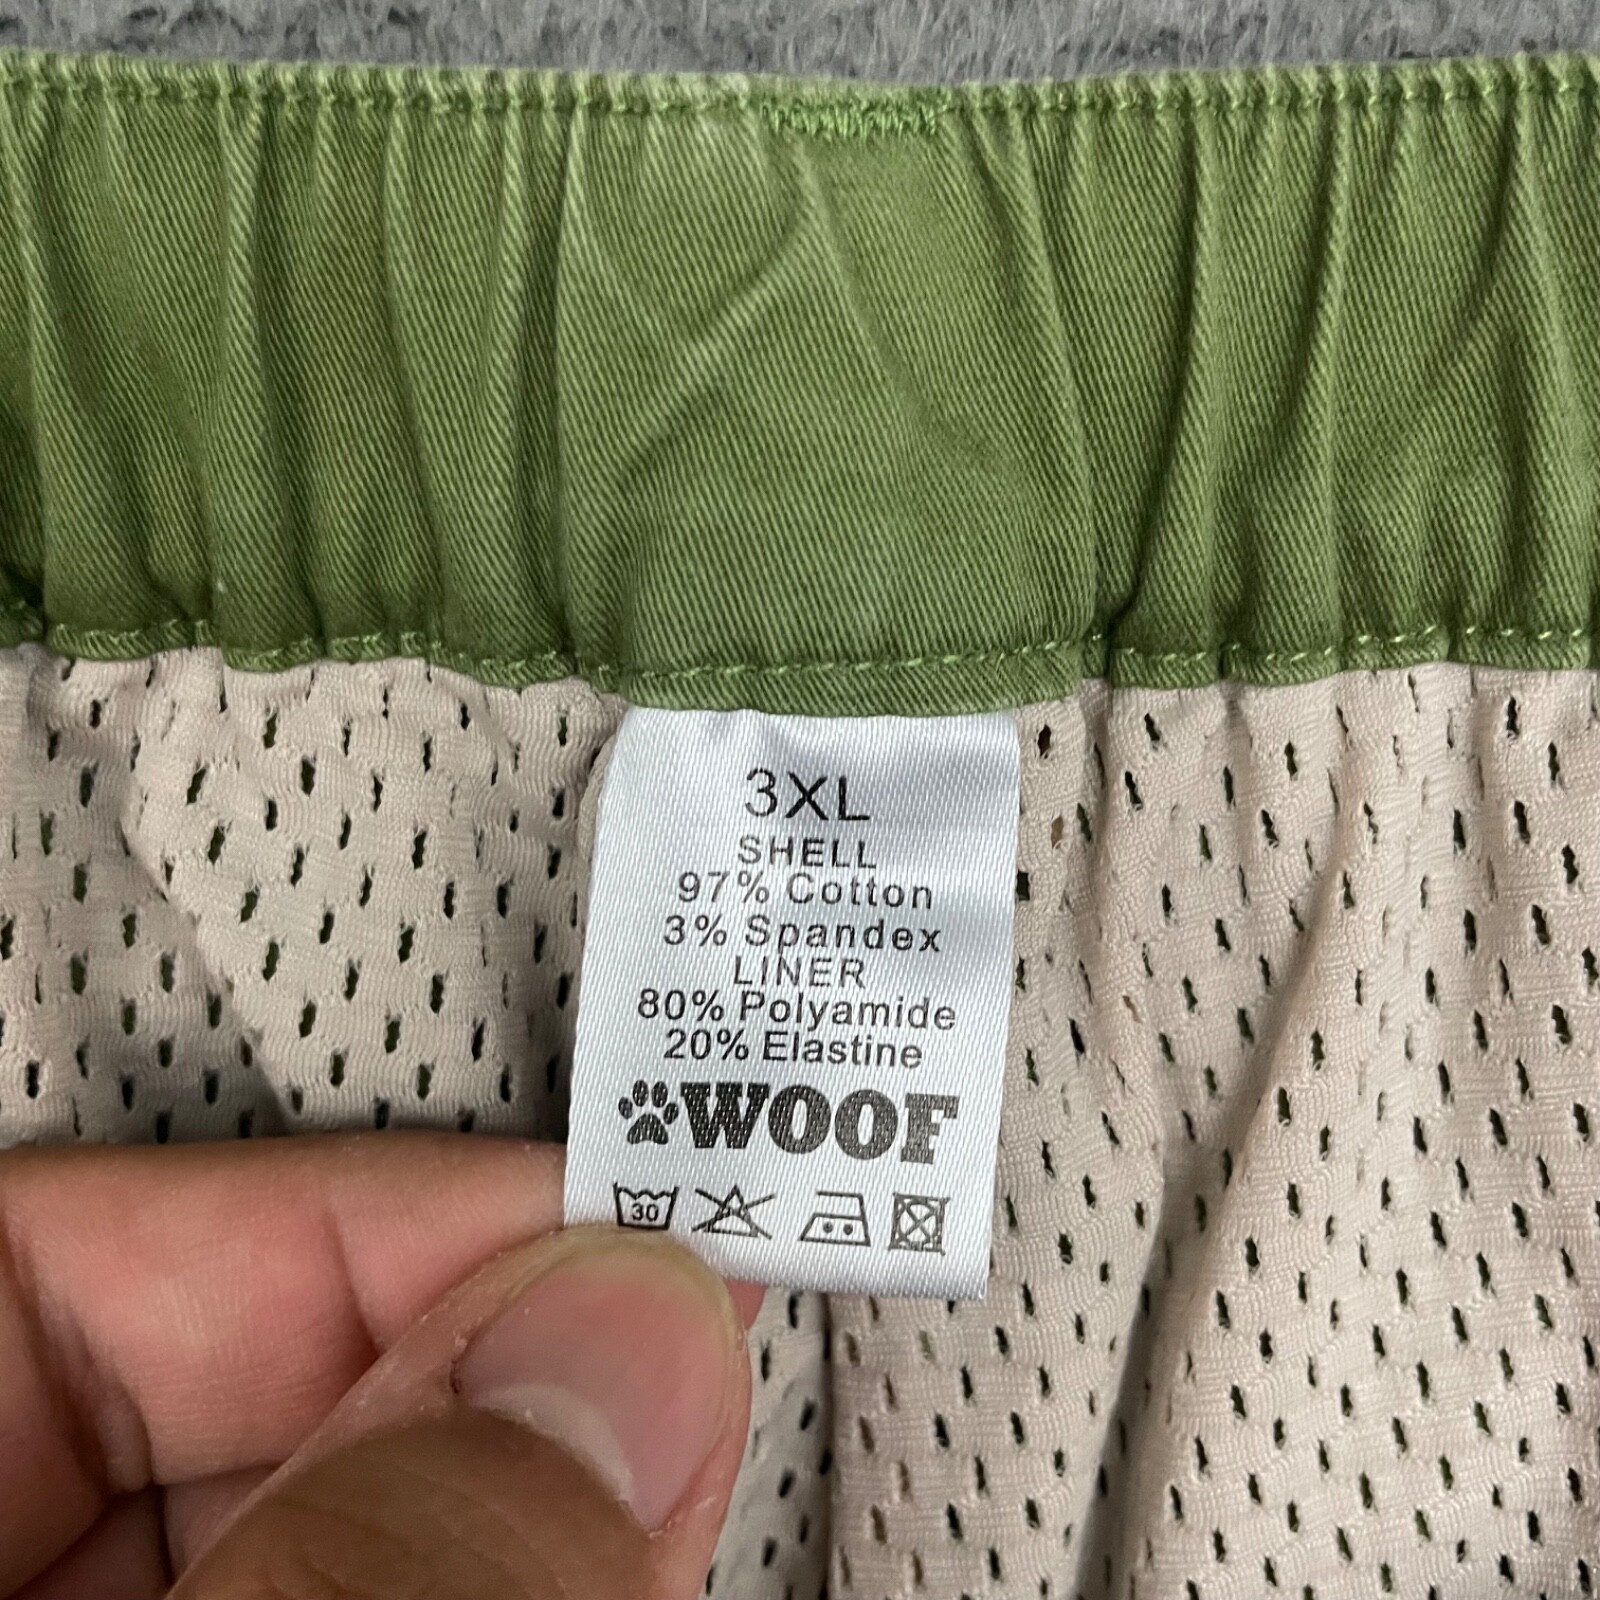 3XL
SHELL
97% Cotton
3% Spandex
LINER
80% Polyamide
20% Elastine
WOOF
30